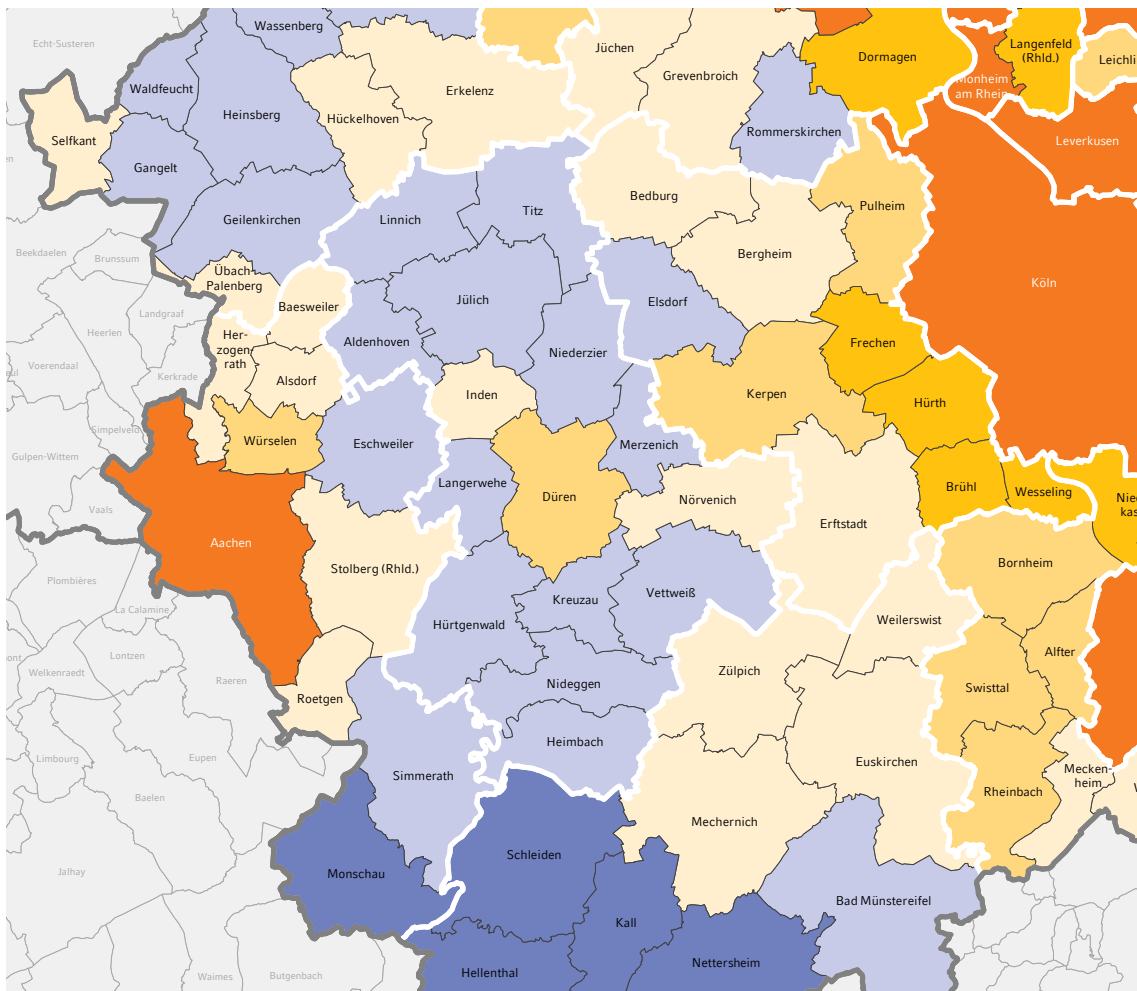 Echt-Susteren
Wassenberg
Jüchen
Grevenbroich
Dormagen
Langenfeld
(Rhld.)
Leichli
Monheim
am Rhein
Waldfeucht
Heinsberg
Hückelhoven
Erkelenz
Rommerskirchen
Leverkusen
Selfkant
Gangelt
Geilenkirchen
Linnich
Titz
Bedburg
Pulheim
Beekdaelen
Brunssum
Übach-
Palenberg
Baesweiler
Jülich
Bergheim
Elsdorf
Köln
Landgraaf
Heerlen
Her-
zogen-
rath
Aldenhoven
Niederzier
Frechen
Voerendaal
Kerkrade
Alsdorf
Inden
Kerpen
Hürth
Simpelveld
Gulpen-Wittem
Würselen
Eschweiler
Merzenich
Langerwehe
Düren
Nörvenich
Brühl
Wesseling
Nied
kas
Vaals
Aachen
Erftstadt
Stolberg (Rhld.)
Bornheim
Plombières
La Calamine
Kreuzau
Vettweiß
Hürtgenwald
Weilerswist
Lontzen
Welkenraedt
Raeren
Alfter
Swisttal
Zülpich
Nideggen
Roetgen
Heimbach
Limbourg
Eupen
Baelen
Simmerath
Euskirchen
Mecken-
heim
Rheinbach
Mechernich
Schleiden
Monschau
Jalhay
Bad Münstereifel
Kall
Nettersheim
Hellenthal
Waimes
Butgenbach